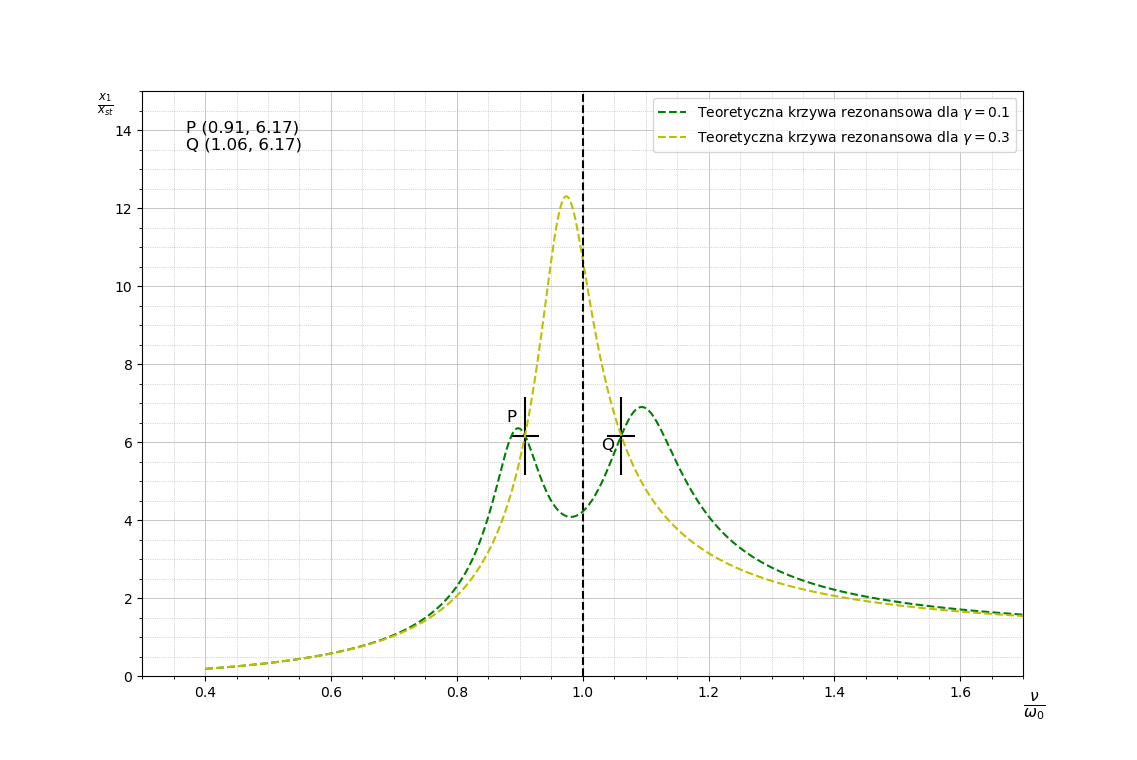 x₁/xₛₜ
P (0.91, 6.17)
Q (1.06, 6.17)
Teoretyczna krzywa rezonansowa dla γ = 0.1
Teoretyczna krzywa rezonansowa dla γ = 0.3
14
12
10
8
6
4
2
0
P
Q
0.4 0.6 0.8 1.0 1.2 1.4 1.6
ν/ω₀